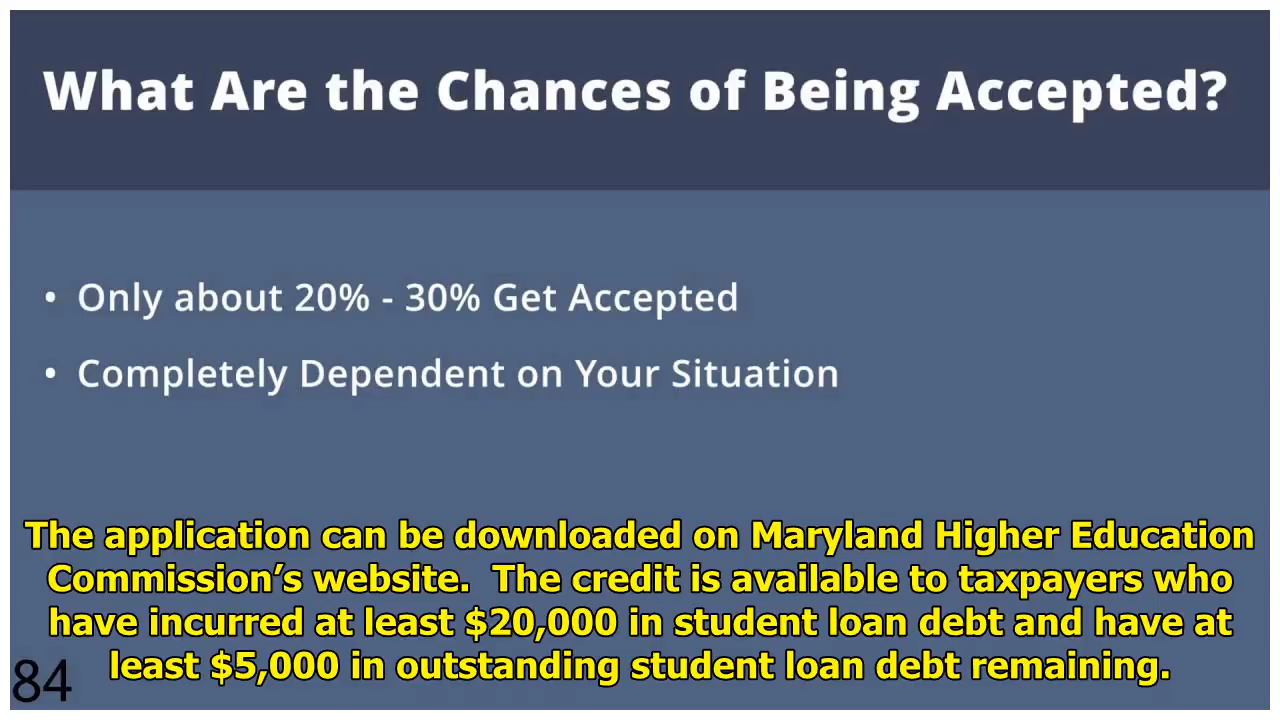 What Are the Chances of Being Accepted?
• Only about 20% - 30% Get Accepted
• Completely Dependent on Your Situation
The application can be downloaded on Maryland Higher Education
Commission’s website.  The credit is available to taxpayers who
have incurred at least $20,000 in student loan debt and have at
least $5,000 in outstanding student loan debt remaining.
84